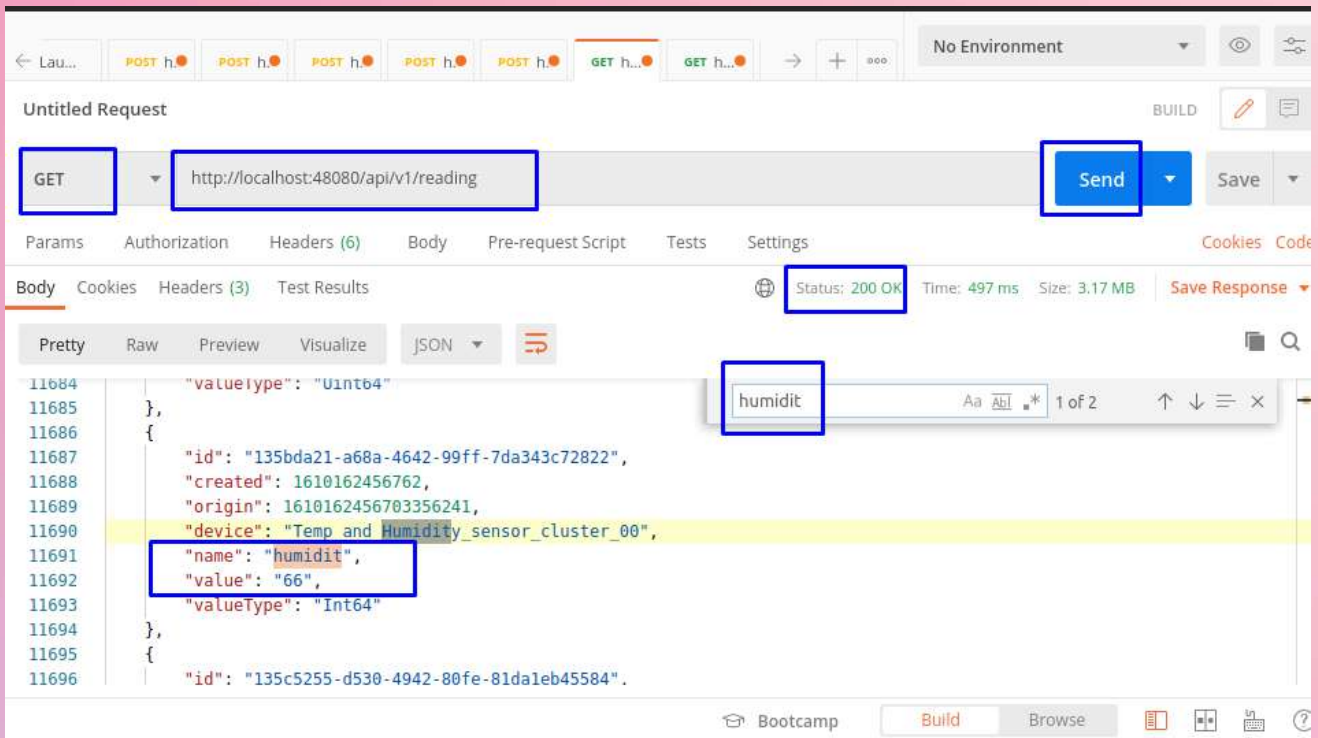 ← Lau... POST h. POST h. POST h. POST h. POST h. GET h... GET h... → + ooo No Environment
Untitled Request BUILD
GET http://localhost:48080/api/v1/reading Send Save
Params Authorization Headers (6) Body Pre-request Script Tests Settings Cookies Code
Body Cookies Headers (3) Test Results Status: 200 OK Time: 497 ms Size: 3.17 MB Save Response
Pretty Raw Preview Visualize JSON
humidit Aa Abl .* 1 of 2
11684 "valueType": "Uint64"
11685 },
11686 {
11687 "id": "135bda21-a68a-4642-99ff-7da343c72822",
11688 "created": 1610162456762,
11689 "origin": 1610162456703356241,
11690 "device": "Temp_and_Humidity_sensor_cluster_00",
11691 "name": "humidit",
11692 "value": "66",
11693 "valueType": "Int64"
11694 },
11695 {
11696 "id": "135c5255-d530-4942-80fe-81da1eb45584".
Bootcamp Build Browse